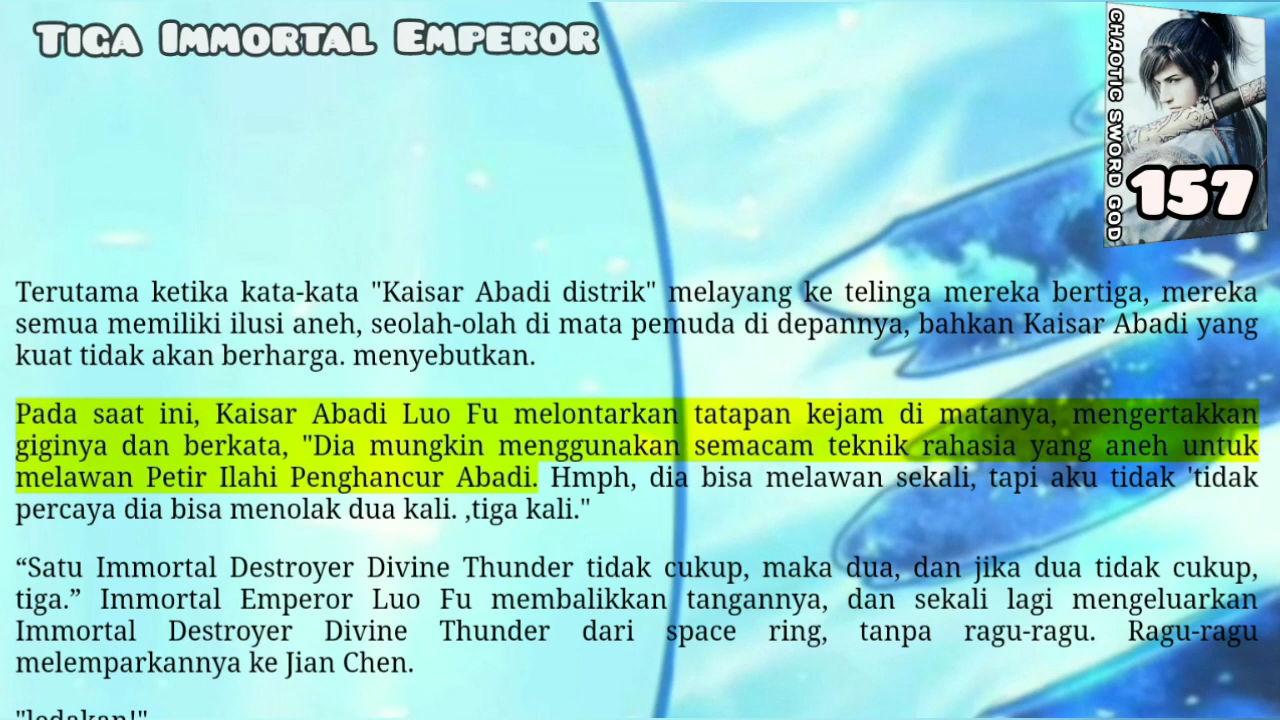 Tiga Immortal Emperor
CHAOTIC SWORD GOD
157
Terutama ketika kata-kata "Kaisar Abadi distrik" melayang ke telinga mereka bertiga, mereka
semua memiliki ilusi aneh, seolah-olah di mata pemuda di depannya, bahkan Kaisar Abadi yang
kuat tidak akan berharga. menyebutkan.
Pada saat ini, Kaisar Abadi Luo Fu melontarkan tatapan kejam di matanya, mengertakkan
giginya dan berkata, "Dia mungkin menggunakan semacam teknik rahasia yang aneh untuk
melawan Petir Ilahi Penghancur Abadi. Hmph, dia bisa melawan sekali, tapi aku tidak 'tidak
percaya dia bisa menolak dua kali. ,tiga kali."
“Satu Immortal Destroyer Divine Thunder tidak cukup, maka dua, dan jika dua tidak cukup,
tiga.” Immortal Emperor Luo Fu membalikkan tangannya, dan sekali lagi mengeluarkan
Immortal Destroyer Divine Thunder dari space ring, tanpa ragu-ragu. Ragu-ragu
melemparkannya ke Jian Chen.
"ledakan!"